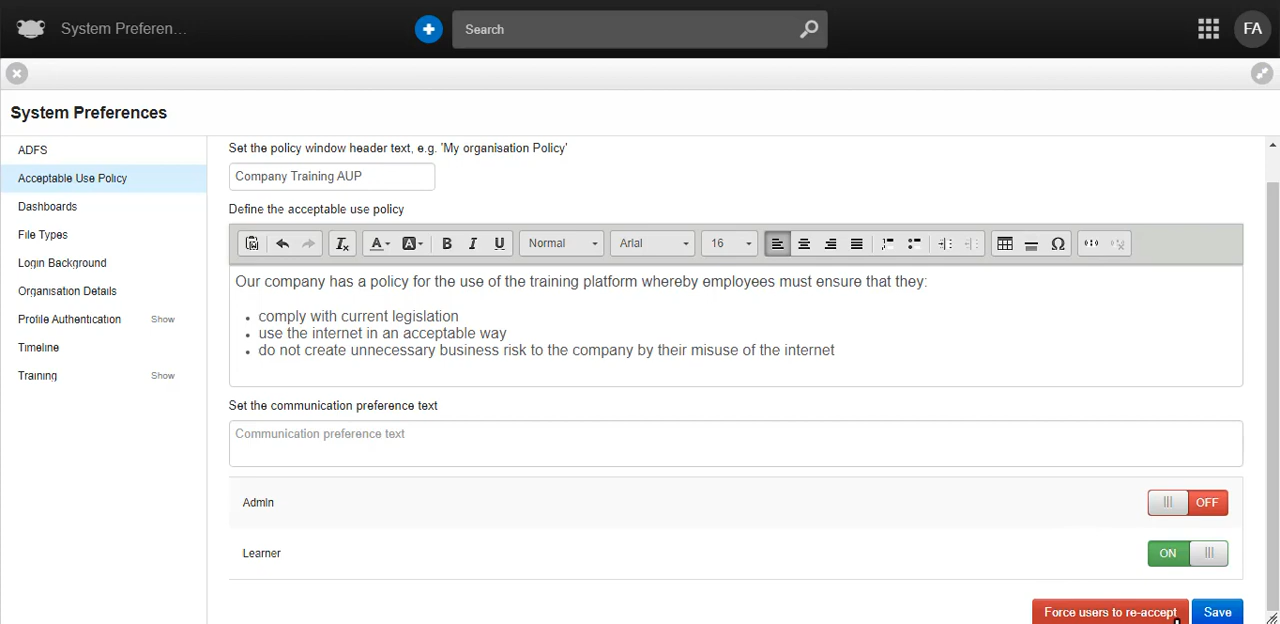 System Preferen...
Search
FA
System Preferences
ADFS
Acceptable Use Policy
Dashboards
File Types
Login Background
Organisation Details
Profile Authentication Show
Timeline
Training Show
Set the policy window header text, e.g. 'My organisation Policy'
Company Training AUP
Define the acceptable use policy
A A B I U Normal Arial 16 Ω
Our company has a policy for the use of the training platform whereby employees must ensure that they:
• comply with current legislation
• use the internet in an acceptable way
• do not create unnecessary business risk to the company by their misuse of the internet
Set the communication preference text
Communication preference text
Admin OFF
Learner ON
Force users to re-accept Save